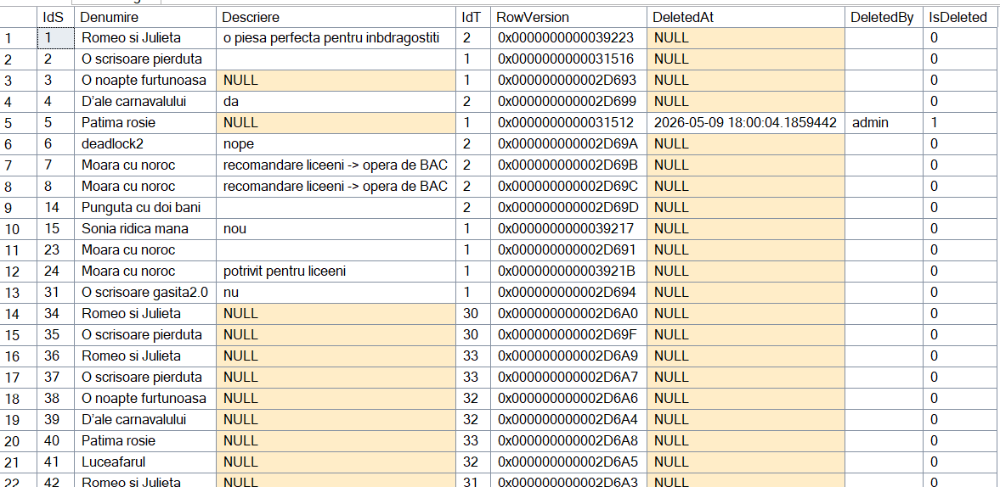 IdS Denumire Descriere IdT RowVersion DeletedAt DeletedBy IsDeleted
1 1 Romeo si Julieta o piesa perfecta pentru inbdragostiti 2 0x0000000000039223 NULL 0
2 2 O scrisoare pierduta 1 0x0000000000031516 NULL 0
3 3 O noapte furtunoasa NULL 1 0x000000000002D693 NULL 0
4 4 D'ale carnavalului da 2 0x000000000002D699 NULL 0
5 5 Patima rosie NULL 1 0x0000000000031512 2026-05-09 18:00:04.1859442 admin 1
6 6 deadlock2 nope 2 0x000000000002D69A NULL 0
7 7 Moara cu noroc recomandare liceeni -> opera de BAC 2 0x000000000002D69B NULL 0
8 8 Moara cu noroc recomandare liceeni -> opera de BAC 2 0x000000000002D69C NULL 0
9 14 Punguta cu doi bani 2 0x000000000002D69D NULL 0
10 15 Sonia ridica mana nou 1 0x0000000000039217 NULL 0
11 23 Moara cu noroc 1 0x000000000002D691 NULL 0
12 24 Moara cu noroc potrivit pentru liceeni 1 0x000000000003921B NULL 0
13 31 O scrisoare gasita2.0 nu 1 0x000000000002D694 NULL 0
14 34 Romeo si Julieta NULL 30 0x000000000002D6A0 NULL 0
15 35 O scrisoare pierduta NULL 30 0x000000000002D69F NULL 0
16 36 Romeo si Julieta NULL 33 0x000000000002D6A9 NULL 0
17 37 O scrisoare pierduta NULL 33 0x000000000002D6A7 NULL 0
18 38 O noapte furtunoasa NULL 32 0x000000000002D6A6 NULL 0
19 39 D'ale carnavalului NULL 32 0x000000000002D6A4 NULL 0
20 40 Patima rosie NULL 33 0x000000000002D6A8 NULL 0
21 41 Luceafarul NULL 32 0x000000000002D6A5 NULL 0
22 42 Romeo si Julieta NULL 31 0x000000000002D6A3 NULL 0